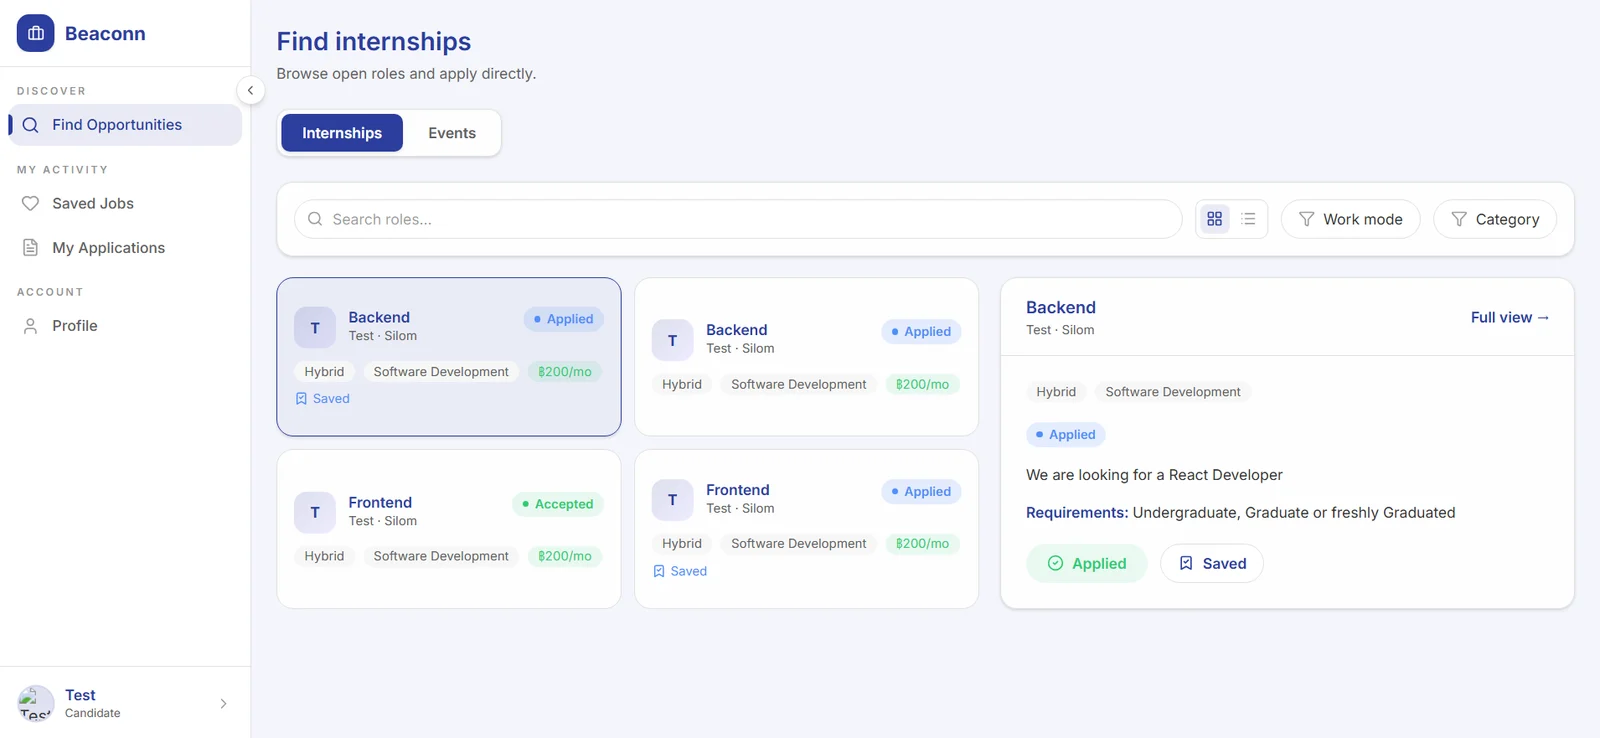 Beaconn
DISCOVER
Find Opportunities
MY ACTIVITY
Saved Jobs
My Applications
ACCOUNT
Profile
Test
Test
Candidate
Find internships
Browse open roles and apply directly.
Internships
Events
Search roles...
Work mode
Category
T
Backend
Test · Silom
Applied
Hybrid
Software Development
฿200/mo
Saved
T
Backend
Test · Silom
Applied
Hybrid
Software Development
฿200/mo
T
Frontend
Test · Silom
Accepted
Hybrid
Software Development
฿200/mo
T
Frontend
Test · Silom
Applied
Hybrid
Software Development
฿200/mo
Saved
Backend
Test · Silom
Full view →
Hybrid
Software Development
Applied
We are looking for a React Developer
Requirements: Undergraduate, Graduate or freshly Graduated
Applied
Saved